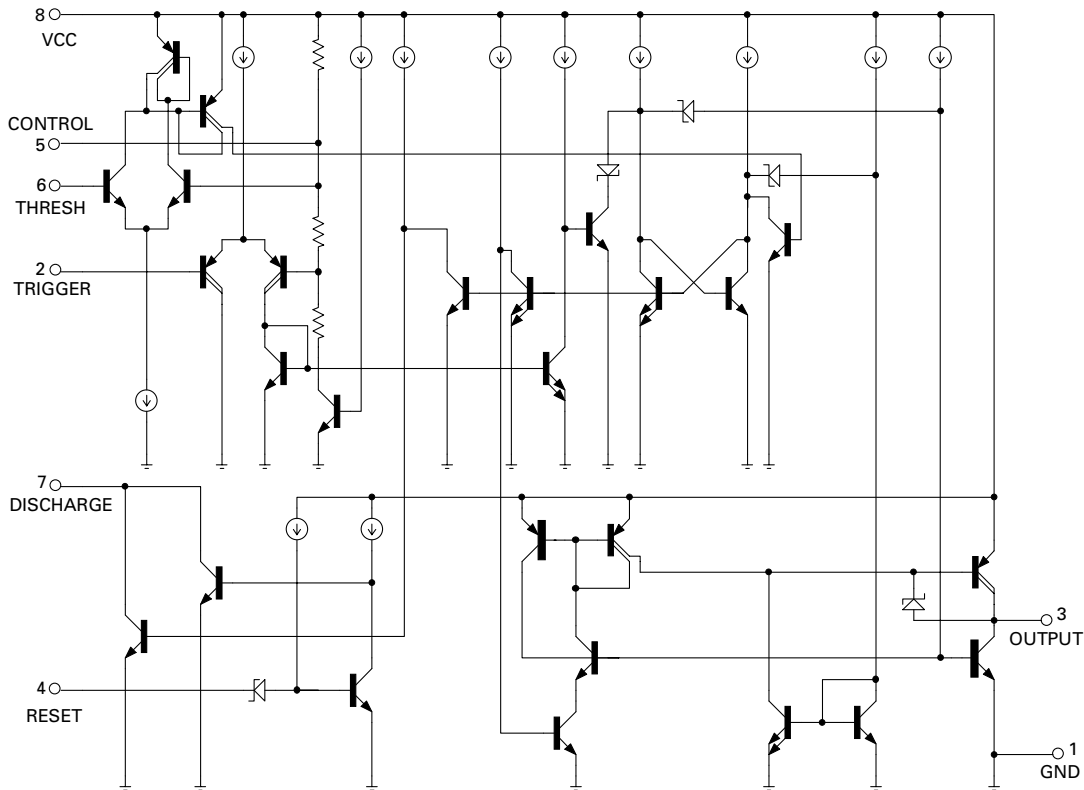 8
VCC
CONTROL
5
6
THRESH
2
TRIGGER
7
DISCHARGE
3
OUTPUT
4
RESET
1
GND